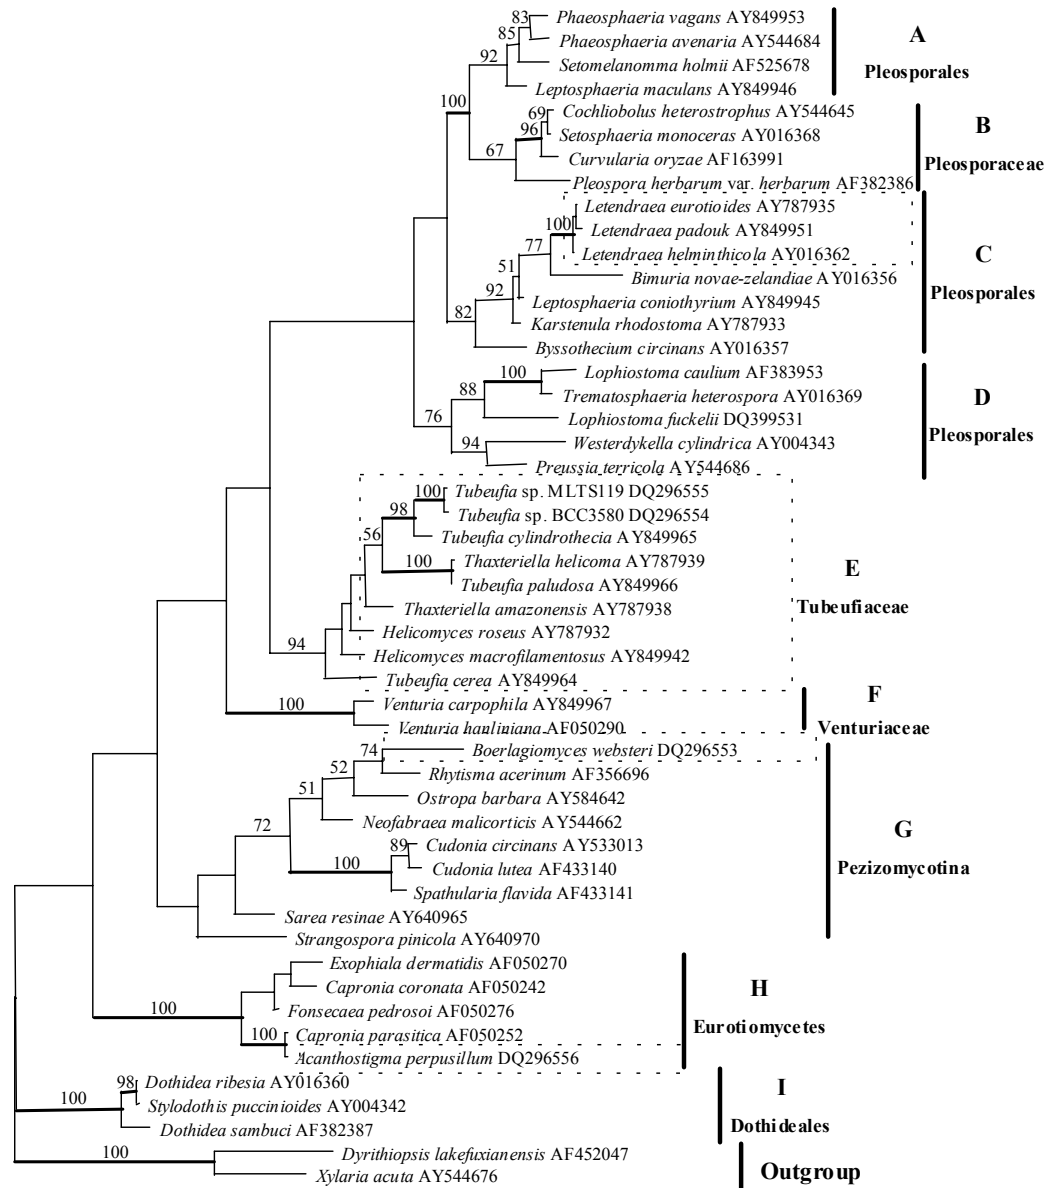 83
Phaeosphaeria vagans AY849953
85
Phaeosphaeria avenaria AY544684
A
92
Setomelanomma holmii AF525678
Pleosporales
Leptosphaeria maculans AY849946
100
69
Cochliobolus heterostrophus AY544645
96
Setosphaeria monoceras AY016368
B
67
Curvularia oryzae AF163991
Pleosporaceae
Pleospora herbarum var. herbarum AF382386
Letendraea eurotioides AY787935
100
Letendraea padouk AY849951
77
Letendraea helminthicola AY016362
C
51
Bimuria novae-zelandiae AY016356
92
Leptosphaeria coniothyrium AY849945
Pleosporales
82
Karstenula rhodostoma AY787933
Byssothecium circinans AY016357
100
Lophiostoma caulium AF383953
88
Trematosphaeria heterospora AY016369
D
76
Lophiostoma fuckelii DQ399531
Pleosporales
94
Westerdykella cylindrica AY004343
Preussia terricola AY544686
100
Tubeufia sp. MLTS119 DQ296555
98
Tubeufia sp. BCC3580 DQ296554
56
Tubeufia cylindrothecia AY849965
100
Thaxteriella helicoma AY787939
E
Tubeufia paludosa AY849966
Tubeufiaceae
Thaxteriella amazonensis AY787938
Helicomyces roseus AY787932
94
Helicomyces macrofilamentosus AY849942
Tubeufia cerea AY849964
F
100
Venturia carpophila AY849967
Venturiaceae
Venturia hanliniana AF050290
74
Boerlagiomyces websteri DQ296553
52
Rhytisma acerinum AF356696
51
Ostropa barbara AY584642
72
Neofabraea malicorticis AY544662
G
89
Cudonia circinans AY533013
100
Cudonia lutea AF433140
Pezizomycotina
Spathularia flavida AF433141
Sarea resinae AY640965
Strangospora pinicola AY640970
Exophiala dermatidis AF050270
Capronia coronata AF050242
H
100
Fonsecaea pedrosoi AF050276
Eurotiomycetes
100
Capronia parasitica AF050252
Acanthostigma perpusillum DQ296556
98
Dothidea ribesia AY016360
I
100
Stylodothis puccinioides AY004342
Dothideales
Dothidea sambuci AF382387
100
Dyrithiopsis lakefuxianensis AF452047
Xylaria acuta AY544676
Outgroup